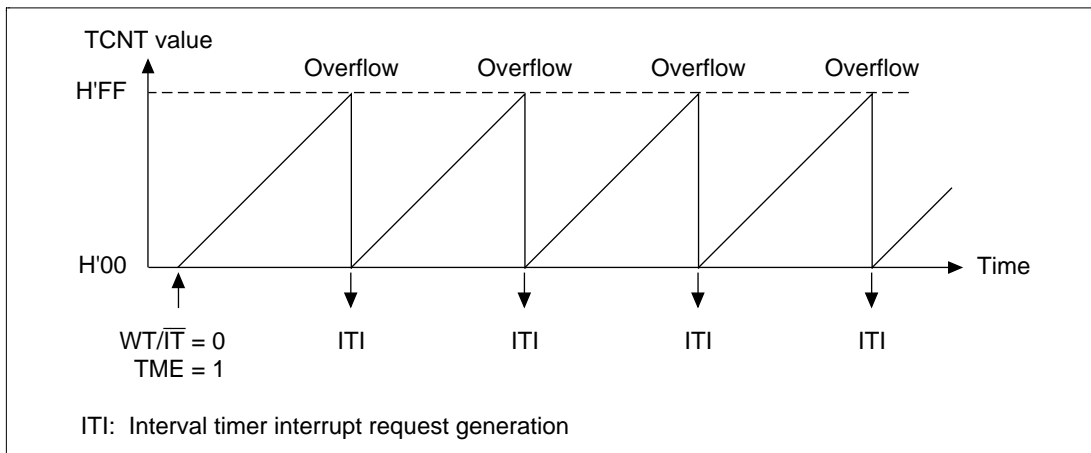 TCNT value
Overflow Overflow Overflow Overflow
H'FF
H'00
Time
WT/I̅T̅ = 0
TME = 1
ITI ITI ITI ITI
ITI: Interval timer interrupt request generation